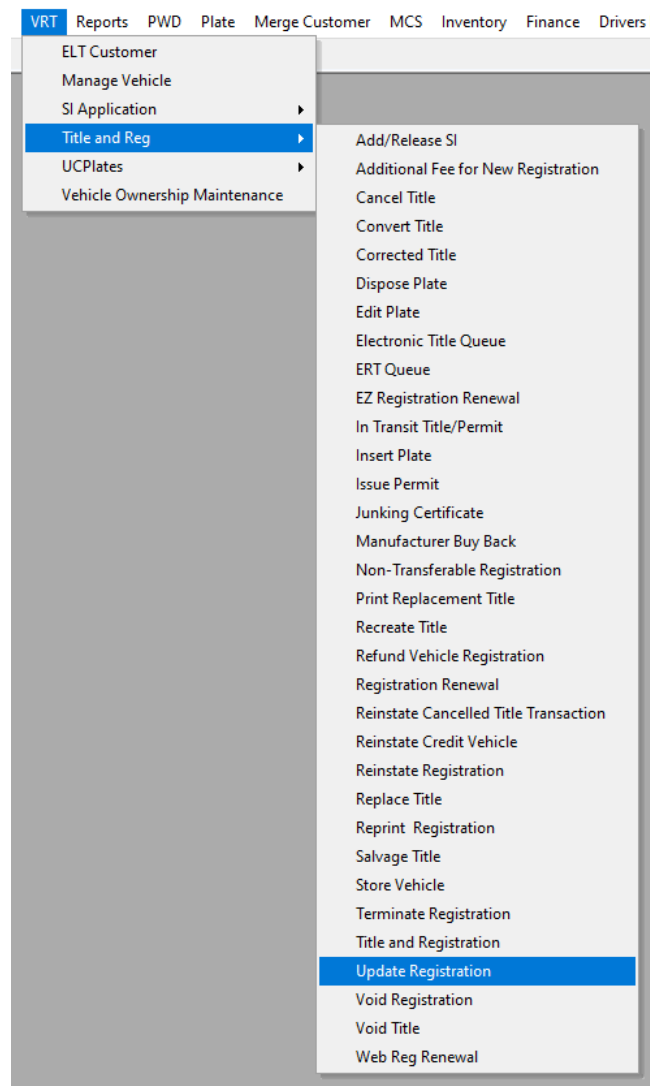 VRT Reports PWD Plate Merge Customer MCS Inventory Finance Drivers
ELT Customer
Manage Vehicle
SI Application
Title and Reg
UCPlates
Vehicle Ownership Maintenance
Add/Release SI
Additional Fee for New Registration
Cancel Title
Convert Title
Corrected Title
Dispose Plate
Edit Plate
Electronic Title Queue
ERT Queue
EZ Registration Renewal
In Transit Title/Permit
Insert Plate
Issue Permit
Junking Certificate
Manufacturer Buy Back
Non-Transferable Registration
Print Replacement Title
Recreate Title
Refund Vehicle Registration
Registration Renewal
Reinstate Cancelled Title Transaction
Reinstate Credit Vehicle
Reinstate Registration
Replace Title
Reprint  Registration
Salvage Title
Store Vehicle
Terminate Registration
Title and Registration
Update Registration
Void Registration
Void Title
Web Reg Renewal